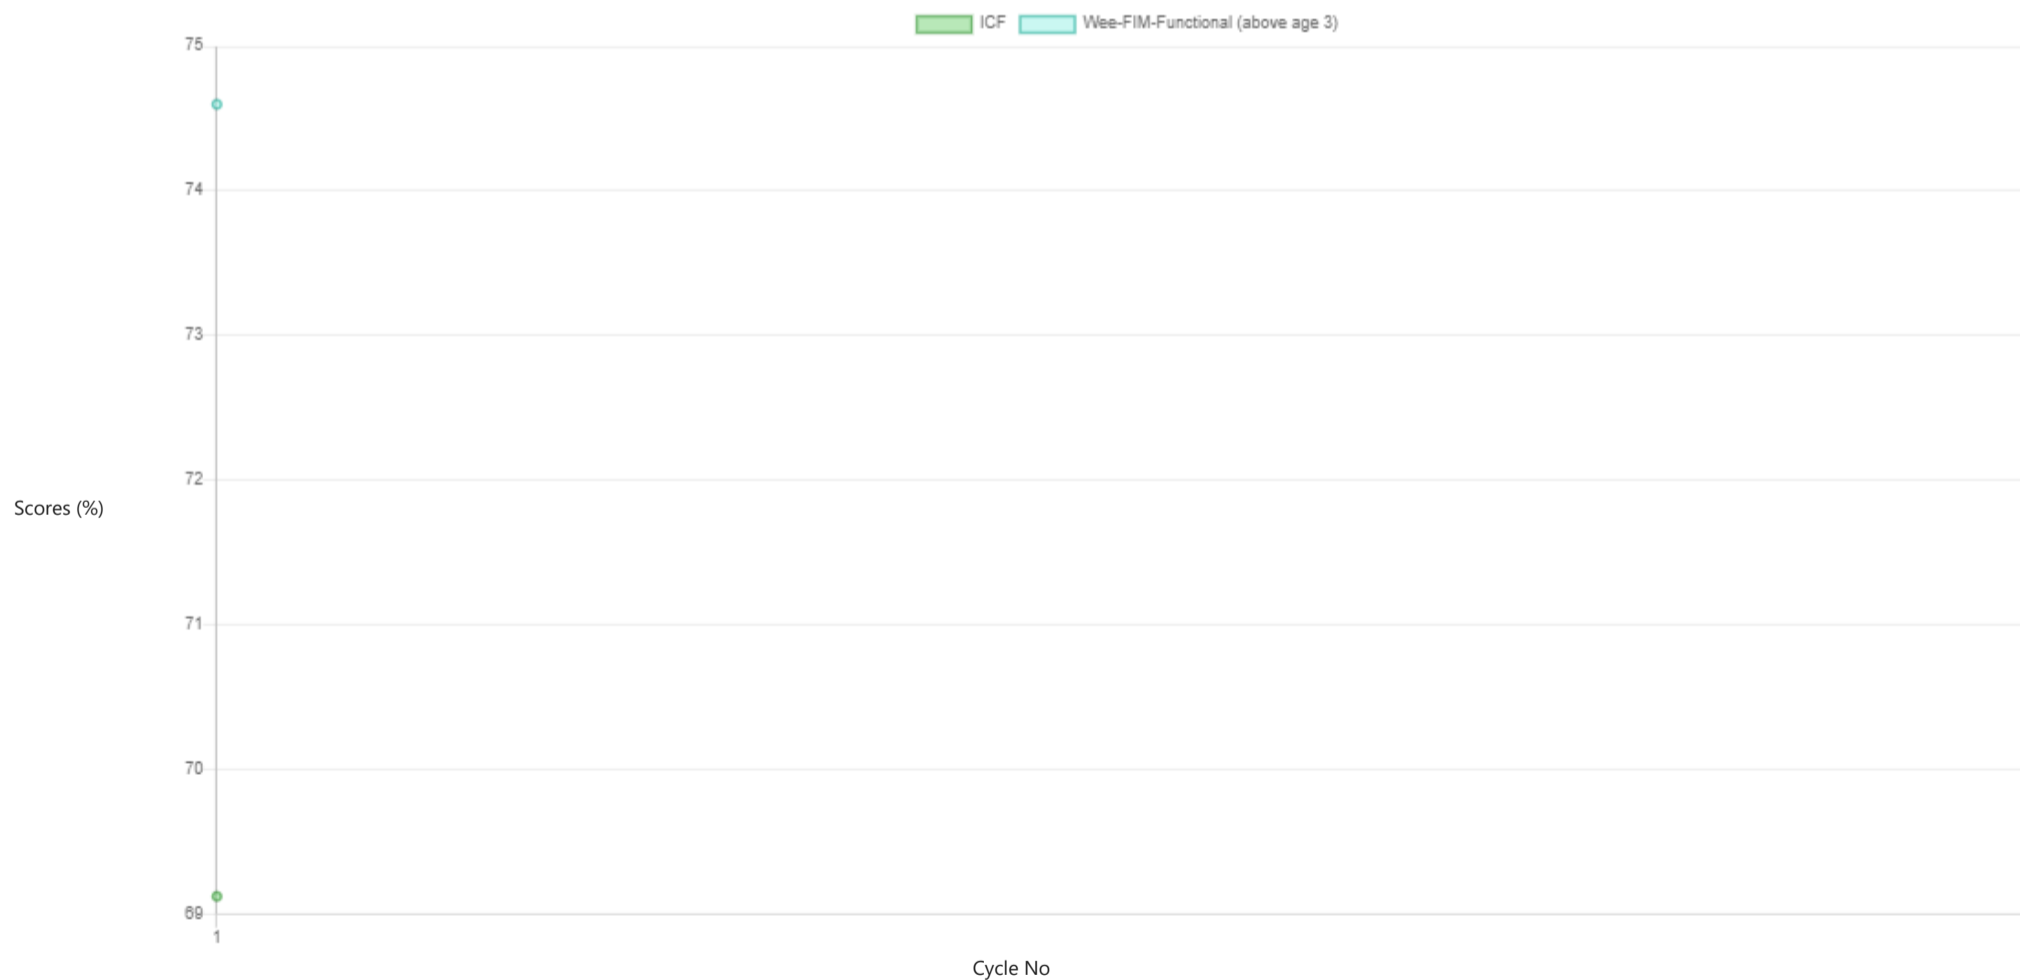 ICF Wee-FIM-Functional (above age 3)
75
74
73
72
Scores (%)
71
70
69
1
Cycle No